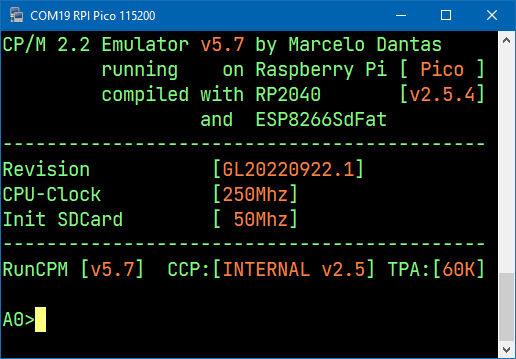 COM19 RPI Pico 115200
CP/M 2.2 Emulator v5.7 by Marcelo Dantas
running    on Raspberry Pi [ Pico ]
compiled with RP2040       [v2.5.4]
and  ESP8266SdFat
--------------------------------------------
Revision           [GL20220922.1]
CPU-Clock          [250Mhz]
Init SDCard        [ 50Mhz]
--------------------------------------------
RunCPM [v5.7]  CCP:[INTERNAL v2.5] TPA:[60K]
A0>